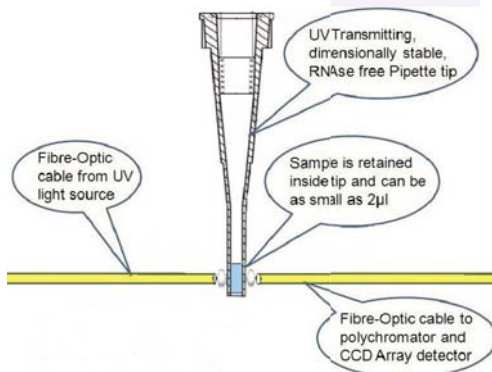 UV Transmitting,
dimensionally stable,
RNAse free Pipette tip
Fibre-Optic
cable from UV
light source
Sample is retained
inside tip and can be
as small as 2µl
Fibre-Optic cable to
polychromator and
CCD Array detector